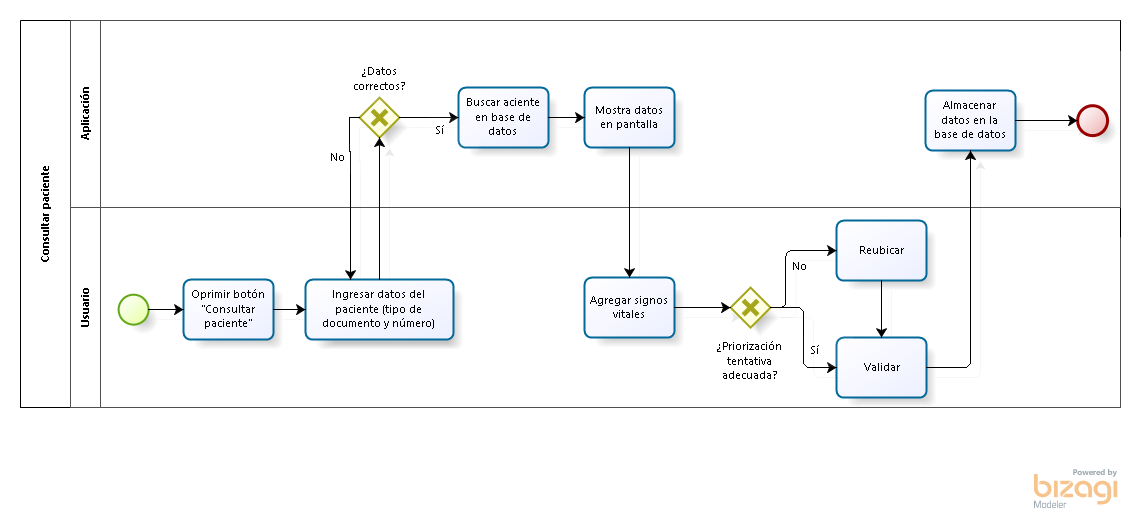 Consultar paciente
Aplicación
¿Datos
correctos?
Sí
No
Buscar aciente
en base de
datos
Mostra datos
en pantalla
Almacenar
datos en la
base de datos
Usuario
Oprimir botón
"Consultar
paciente"
Ingresar datos del
paciente (tipo de
documento y número)
Agregar signos
vitales
¿Priorización
tentativa
adecuada?
No
Sí
Reubicar
Validar
Powered by
bizagi
Modeler